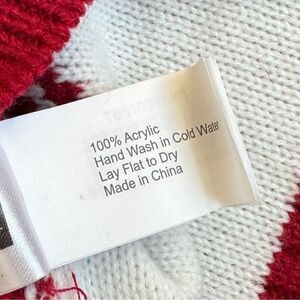 100% Acrylic
Hand Wash in Cold Water
Lay Flat to Dry
Made in China